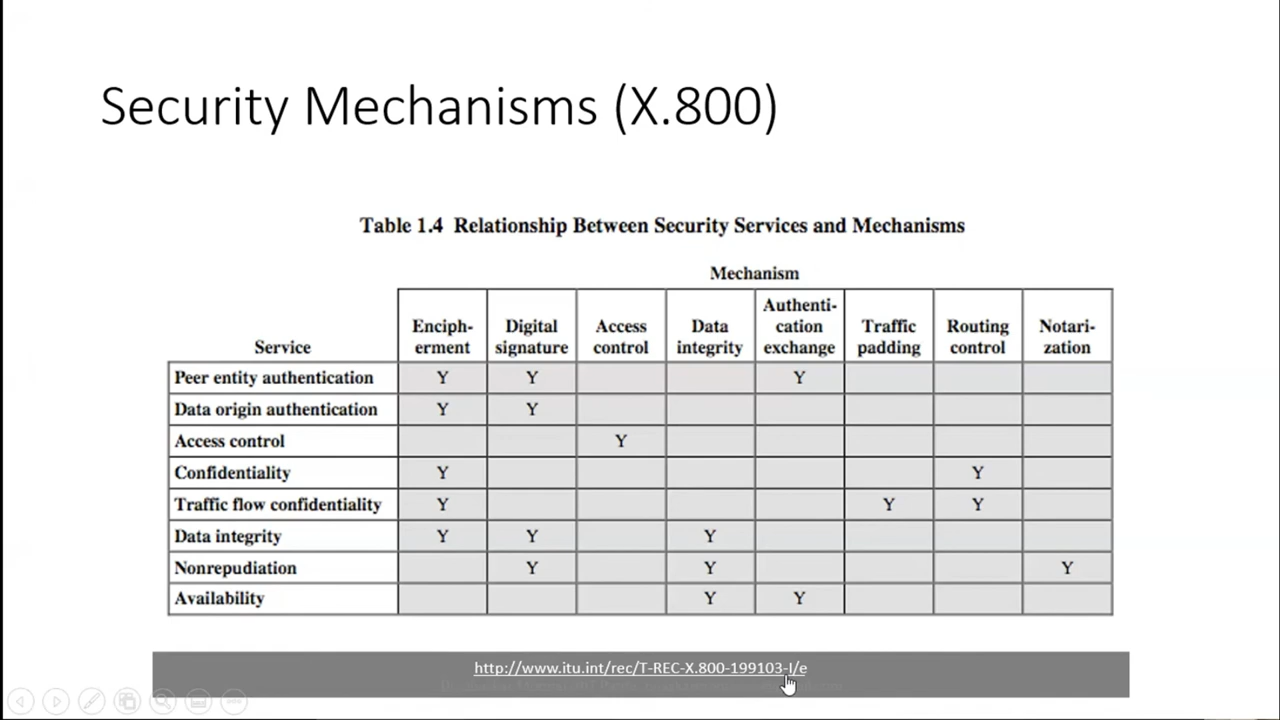 Security Mechanisms (X.800)
Table 1.4 Relationship Between Security Services and Mechanisms
Mechanism
Service Enciph-erment Digital signature Access control Data integrity Authenti-cation exchange Traffic padding Routing control Notari-zation
Peer entity authentication Y Y Y
Data origin authentication Y Y
Access control Y
Confidentiality Y Y
Traffic flow confidentiality Y Y Y
Data integrity Y Y Y
Nonrepudiation Y Y Y
Availability Y Y
http://www.itu.int/rec/T-REC-X.800-199103-I/e